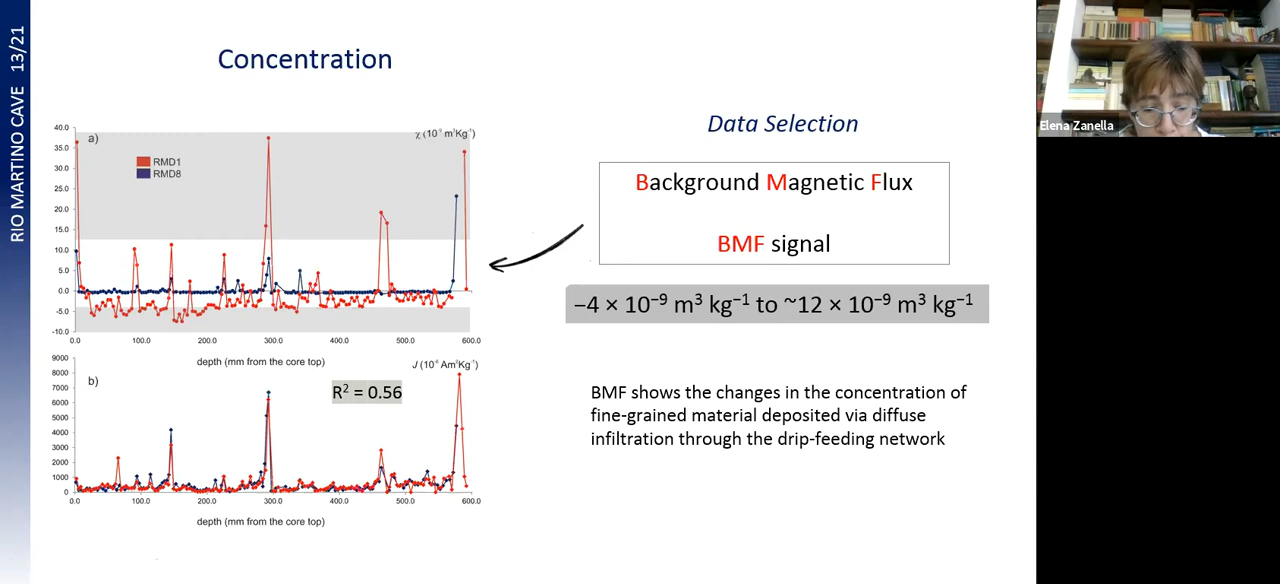 RIO MARTINO CAVE 13/21
Concentration
a)
χ (10⁻⁹ m³Kg⁻¹)
RMD1
RMD8
40.0
35.0
30.0
25.0
20.0
15.0
10.0
5.0
0.0
-5.0
-10.0
0.0 100.0 200.0 300.0 400.0 500.0 600.0
depth (mm from the core top)
b)
J (10⁻⁶ Am²Kg⁻¹)
R² = 0.56
9000
8000
7000
6000
5000
4000
3000
2000
1000
0
0.0 100.0 200.0 300.0 400.0 500.0 600.0
depth (mm from the core top)
Data Selection
Background Magnetic Flux
BMF signal
−4 × 10⁻⁹ m³ kg⁻¹ to ~12 × 10⁻⁹ m³ kg⁻¹
BMF shows the changes in the concentration of
fine-grained material deposited via diffuse
infiltration through the drip-feeding network
Elena Zanella